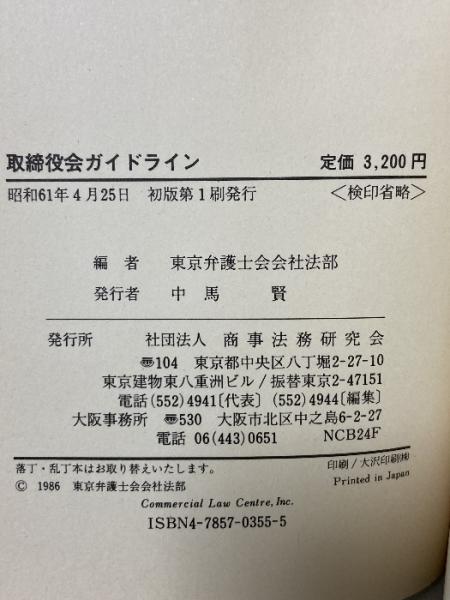 取締役会ガイドライン 定価 3,200円
昭和61年4月25日 初版第1刷発行 <検印省略>
編者 東京弁護士会会社法部
発行者 中馬 賢
発行所 社団法人 商事法務研究会
〠104 東京都中央区八丁堀2-27-10
東京建物東八重洲ビル/振替東京2-47151
電話(552)4941[代表] (552)4944[編集]
大阪事務所 〠530 大阪市北区中之島6-2-27
電話 06(443)0651 NCB24F
落丁・乱丁本はお取り替えいたします。 印刷/大沢印刷㈱
© 1986 東京弁護士会会社法部 Printed in Japan
Commercial Law Centre, Inc.
ISBN4-7857-0355-5